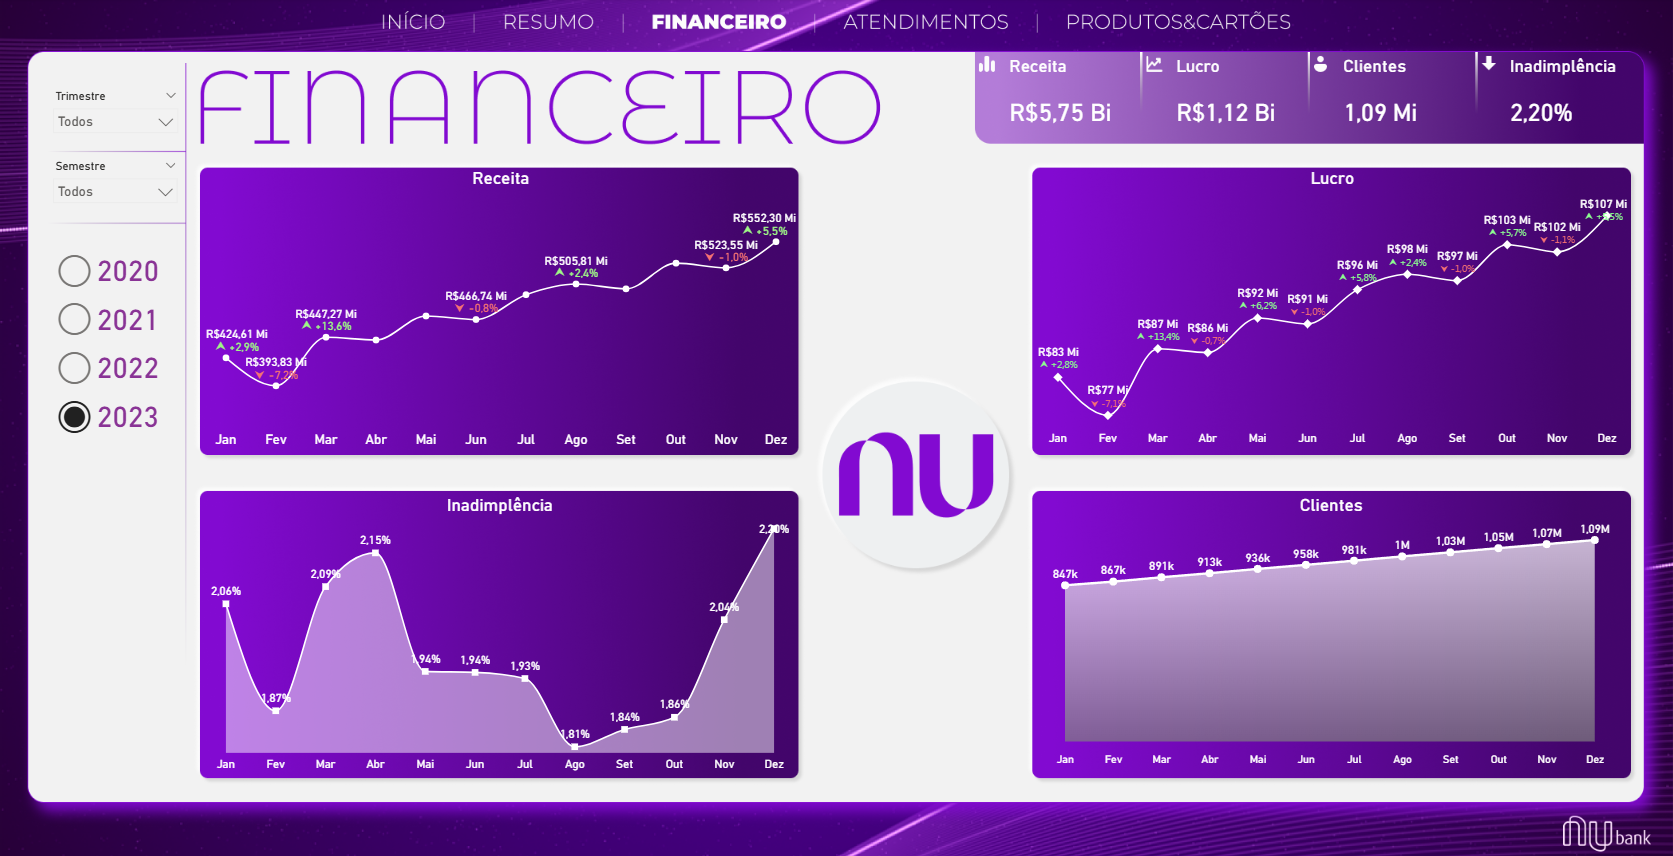 INÍCIO | RESUMO | FINANCEIRO | ATENDIMENTOS | PRODUTOS&CARTÕES
FINANCEIRO
Receita
R$5,75 Bi
Lucro
R$1,12 Bi
Clientes
1,09 Mi
Inadimplência
2,20%
Trimestre
Todos
Semestre
Todos
2020
2021
2022
2023
Receita
R$424,61 Mi
+2,9%
R$393,83 Mi
-7,2%
R$447,27 Mi
+13,6%
R$466,74 Mi
-0,8%
R$505,81 Mi
+2,4%
R$523,55 Mi
-1,0%
R$552,30 Mi
+5,5%
Jan Fev Mar Abr Mai Jun Jul Ago Set Out Nov Dez
Lucro
R$83 Mi
+2,8%
R$77 Mi
-7,1%
R$87 Mi
+13,4%
R$86 Mi
-0,7%
R$92 Mi
+6,2%
R$91 Mi
-1,0%
R$96 Mi
+5,8%
R$98 Mi
+2,4%
R$97 Mi
-1,0%
R$103 Mi
+5,7%
R$102 Mi
-1,1%
R$107 Mi
Jan Fev Mar Abr Mai Jun Jul Ago Set Out Nov Dez
nu
Inadimplência
2,06%
1,87%
2,09%
2,15%
1,94%
1,94%
1,93%
1,81%
1,84%
1,86%
2,04%
2,20%
Jan Fev Mar Abr Mai Jun Jul Ago Set Out Nov Dez
Clientes
847k
867k
891k
913k
936k
958k
981k
1M
1,03M
1,05M
1,07M
1,09M
Jan Fev Mar Abr Mai Jun Jul Ago Set Out Nov Dez
nu bank